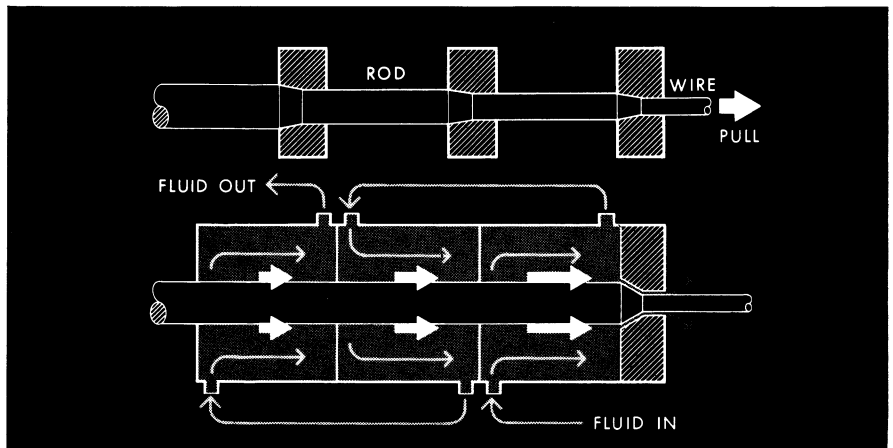 ROD
WIRE
PULL
FLUID OUT
FLUID IN